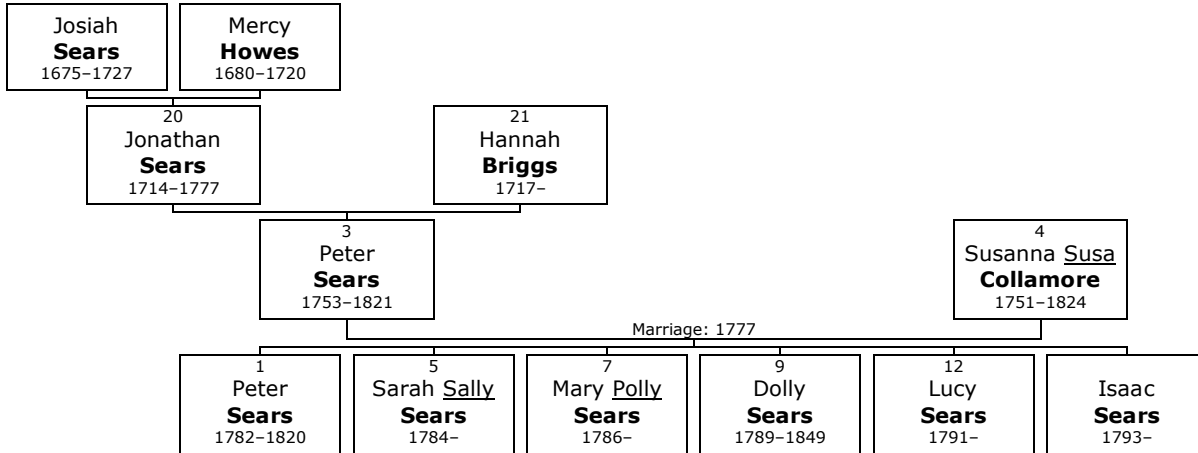 Josiah
Sears
1675–1727
Mercy
Howes
1680–1720
20
Jonathan
Sears
1714–1777
21
Hannah
Briggs
1717–
3
Peter
Sears
1753–1821
4
Susanna Susa
Collamore
1751–1824
Marriage: 1777
1
Peter
Sears
1782–1820
5
Sarah Sally
Sears
1784–
7
Mary Polly
Sears
1786–
9
Dolly
Sears
1789–1849
12
Lucy
Sears
1791–
Isaac
Sears
1793–